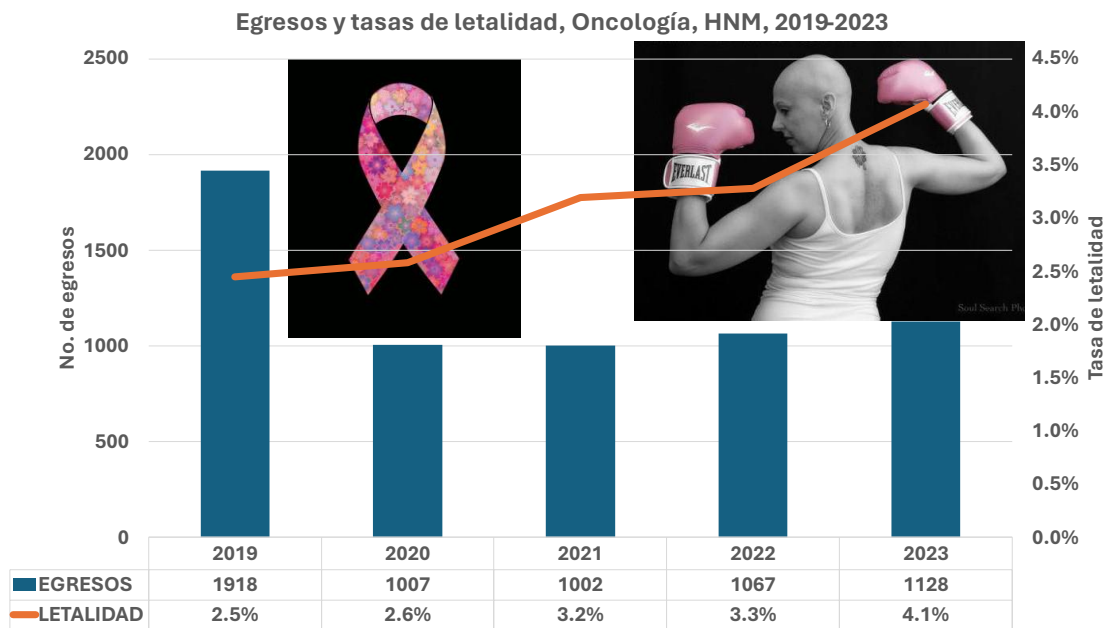 Egresos y tasas de letalidad, Oncología, HNM, 2019-2023
2500
2000
1500
1000
500
0
No. de egresos
4.5%
4.0%
3.5%
3.0%
2.5%
2.0%
1.5%
1.0%
0.5%
0.0%
Tasa de letalidad
EVERLAST
EVERLAST
Soul Search
2019 2020 2021 2022 2023
EGRESOS 1918 1007 1002 1067 1128
LETALIDAD 2.5% 2.6% 3.2% 3.3% 4.1%